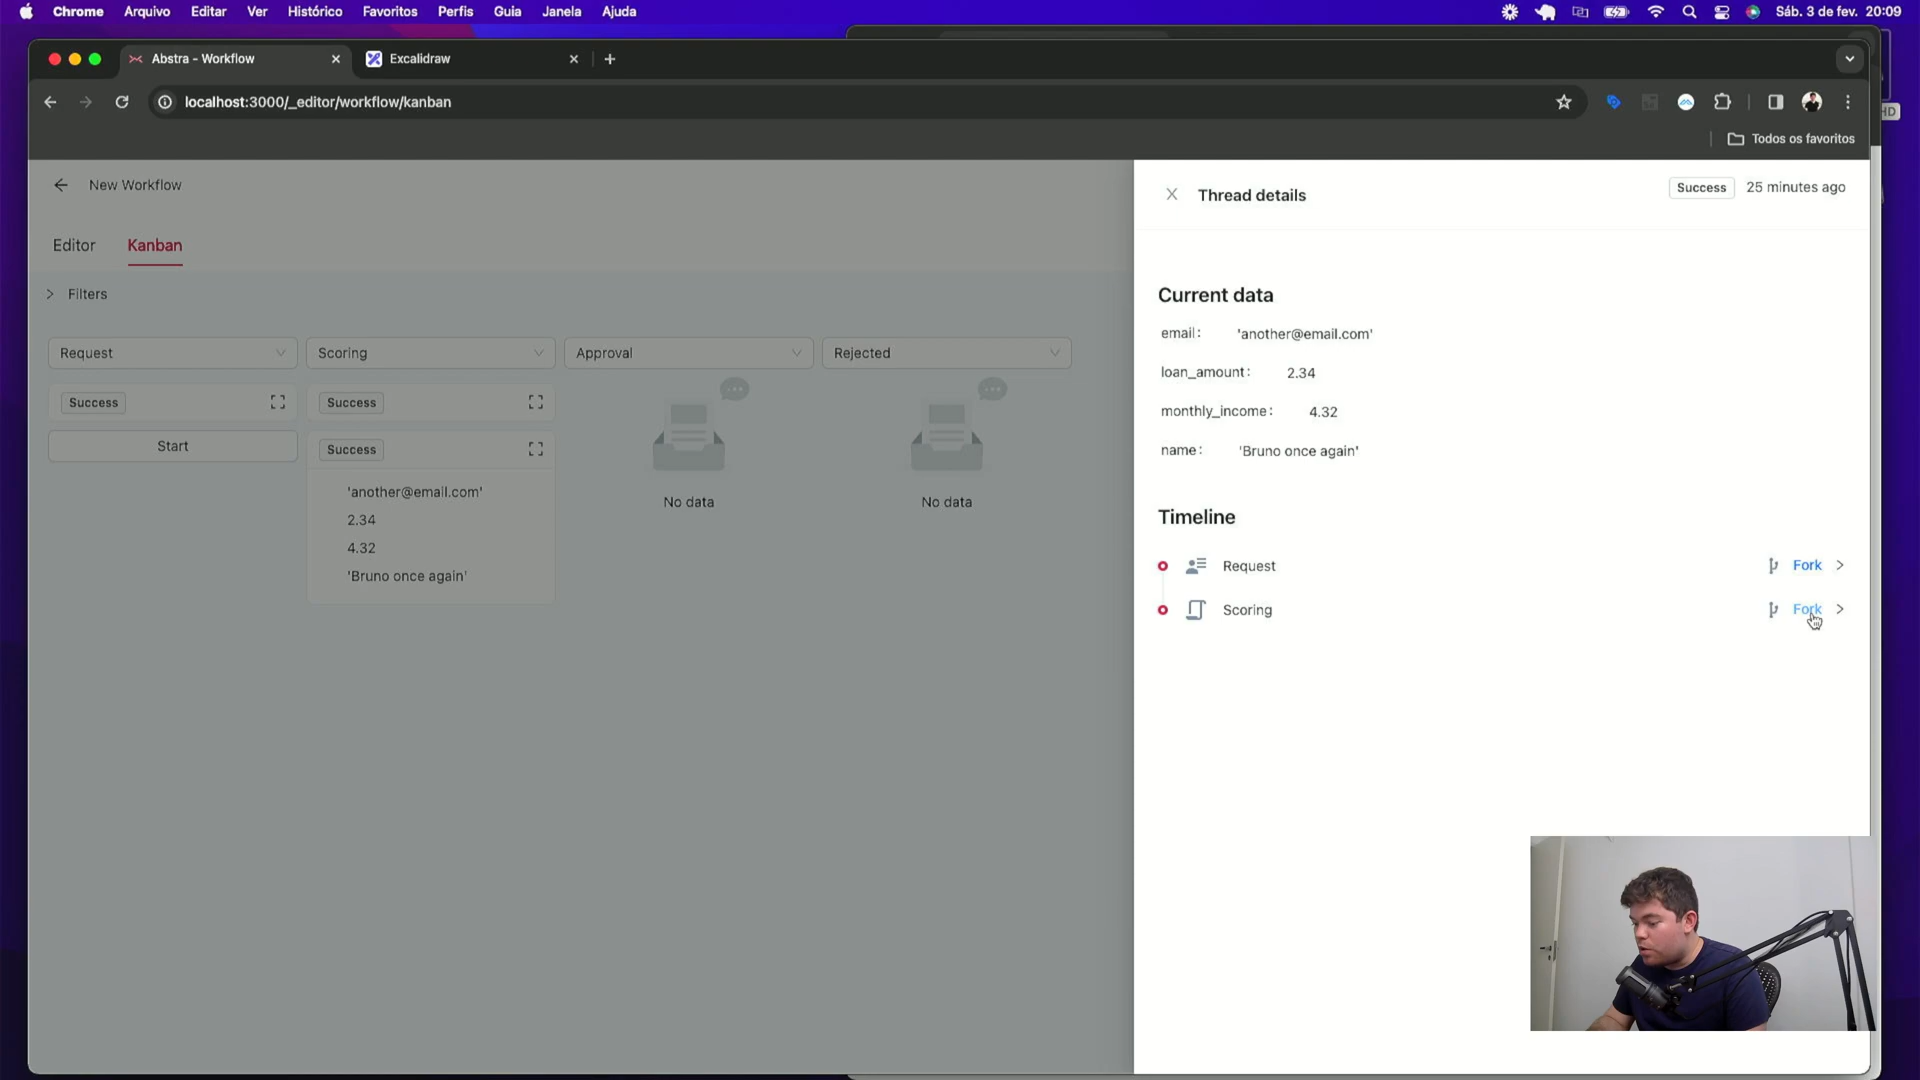 Chrome Arquivo Editar Ver Histórico Favoritos Perfis Guia Janela Ajuda Sáb. 3 de fev. 20:09
Abstra - Workflow Excalidraw
localhost:3000/_editor/workflow/kanban
HD
Todos os favoritos
New Workflow
Editor Kanban
Filters
Request Scoring Approval Rejected
Success Success
Start Success
'another@email.com'
2.34
4.32
'Bruno once again'
No data No data
Thread details Success 25 minutes ago
Current data
email: 'another@email.com'
loan_amount: 2.34
monthly_income: 4.32
name: 'Bruno once again'
Timeline
Request Fork
Scoring Fork